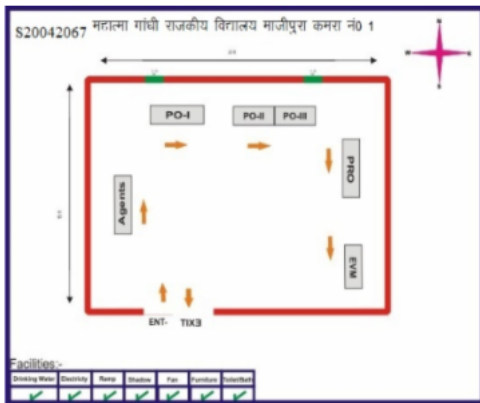 S20042067 महात्मा गांधी राजकीय विद्यालय माजीपुरा कमरा नं0 1
PO-I
PO-II PO-III
PRO
Agents
EVM
ENT- TIXE
Facilities:-
Drinking Water Electricity Ramp Shadow Fan Furniture Toilet/Bath